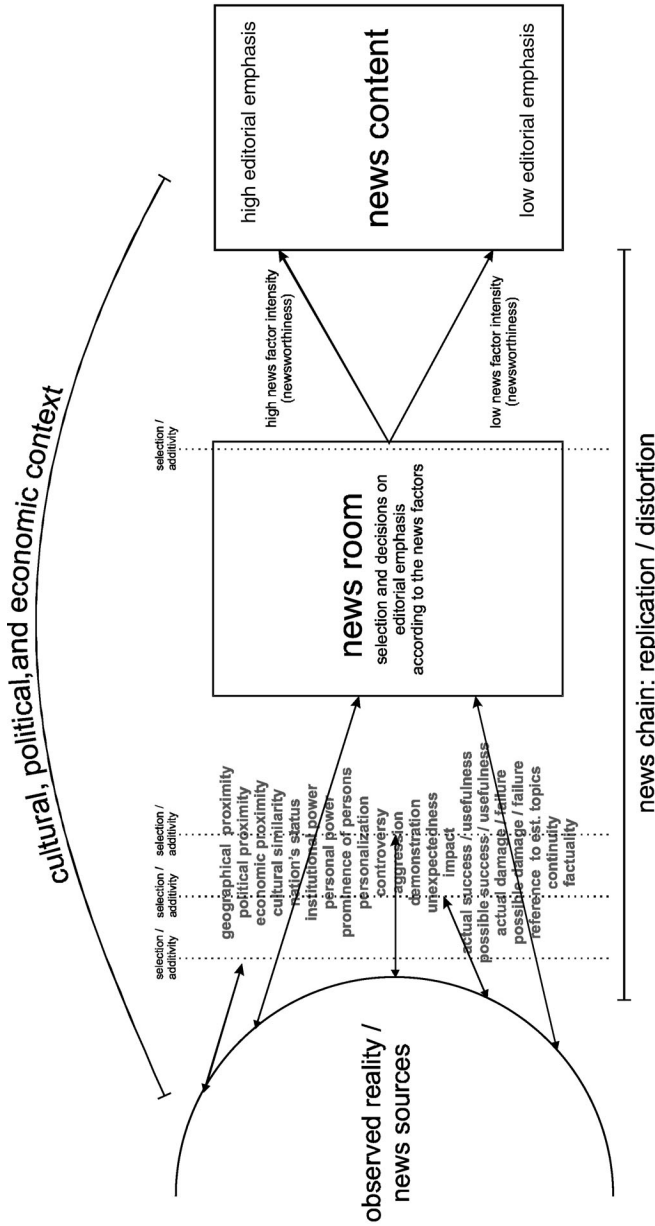 cultural, political, and economic context
selection /
additivity
selection /
additivity
selection /
additivity
selection /
additivity
observed reality /
news sources
geographical proximity
political proximity
economic proximity
cultural similarity
nation's status
institutional power
personal power
prominence of persons
personalization
controversy
aggression
demonstration
unexpectedness
impact
actual success / usefulness
possible success / usefulness
actual damage / failure
possible damage / failure
reference to est. topics
continuity
factuality
news room
selection and decisions on
editorial emphasis
according to the news factors
high news factor intensity
(newsworthiness)
low news factor intensity
(newsworthiness)
high editorial emphasis
news content
low editorial emphasis
news chain: replication / distortion